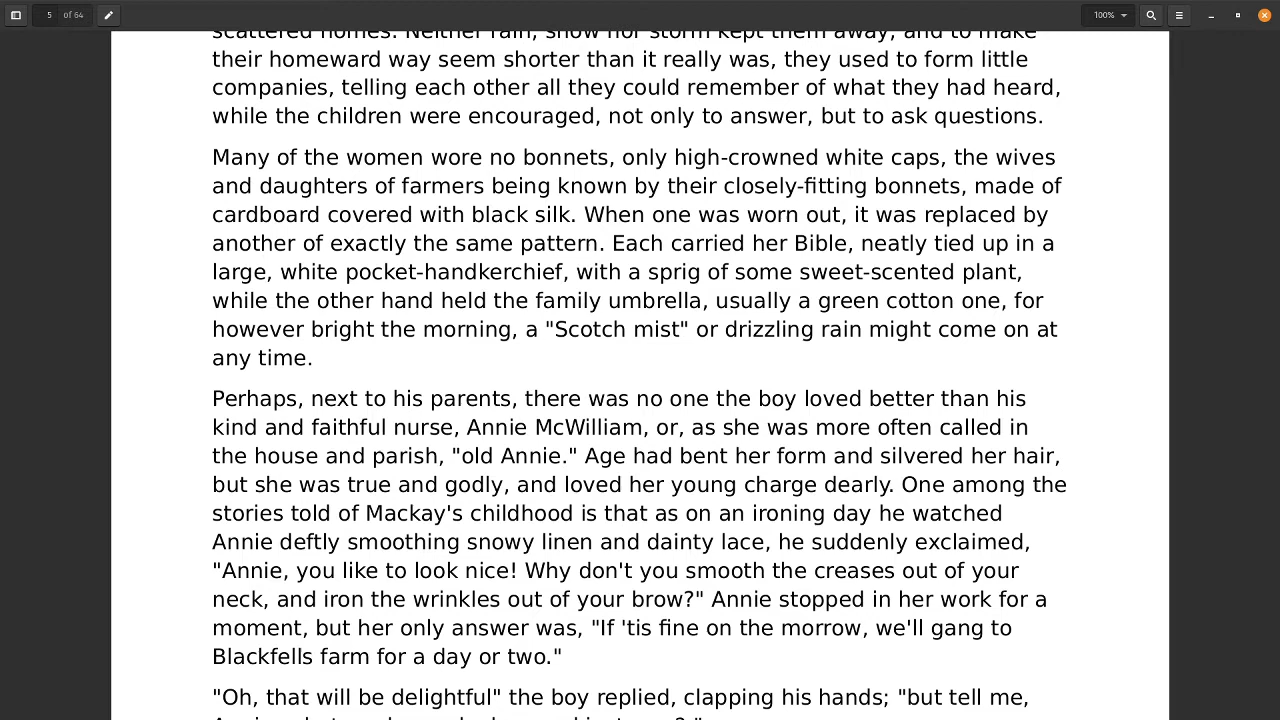 5 of 64
100%
scattered homes. Neither rain, snow nor storm kept them away, and to make
their homeward way seem shorter than it really was, they used to form little
companies, telling each other all they could remember of what they had heard,
while the children were encouraged, not only to answer, but to ask questions.
Many of the women wore no bonnets, only high-crowned white caps, the wives
and daughters of farmers being known by their closely-fitting bonnets, made of
cardboard covered with black silk. When one was worn out, it was replaced by
another of exactly the same pattern. Each carried her Bible, neatly tied up in a
large, white pocket-handkerchief, with a sprig of some sweet-scented plant,
while the other hand held the family umbrella, usually a green cotton one, for
however bright the morning, a "Scotch mist" or drizzling rain might come on at
any time.
Perhaps, next to his parents, there was no one the boy loved better than his
kind and faithful nurse, Annie McWilliam, or, as she was more often called in
the house and parish, "old Annie." Age had bent her form and silvered her hair,
but she was true and godly, and loved her young charge dearly. One among the
stories told of Mackay's childhood is that as on an ironing day he watched
Annie deftly smoothing snowy linen and dainty lace, he suddenly exclaimed,
"Annie, you like to look nice! Why don't you smooth the creases out of your
neck, and iron the wrinkles out of your brow?" Annie stopped in her work for a
moment, but her only answer was, "If 'tis fine on the morrow, we'll gang to
Blackfells farm for a day or two."
"Oh, that will be delightful" the boy replied, clapping his hands; "but tell me,